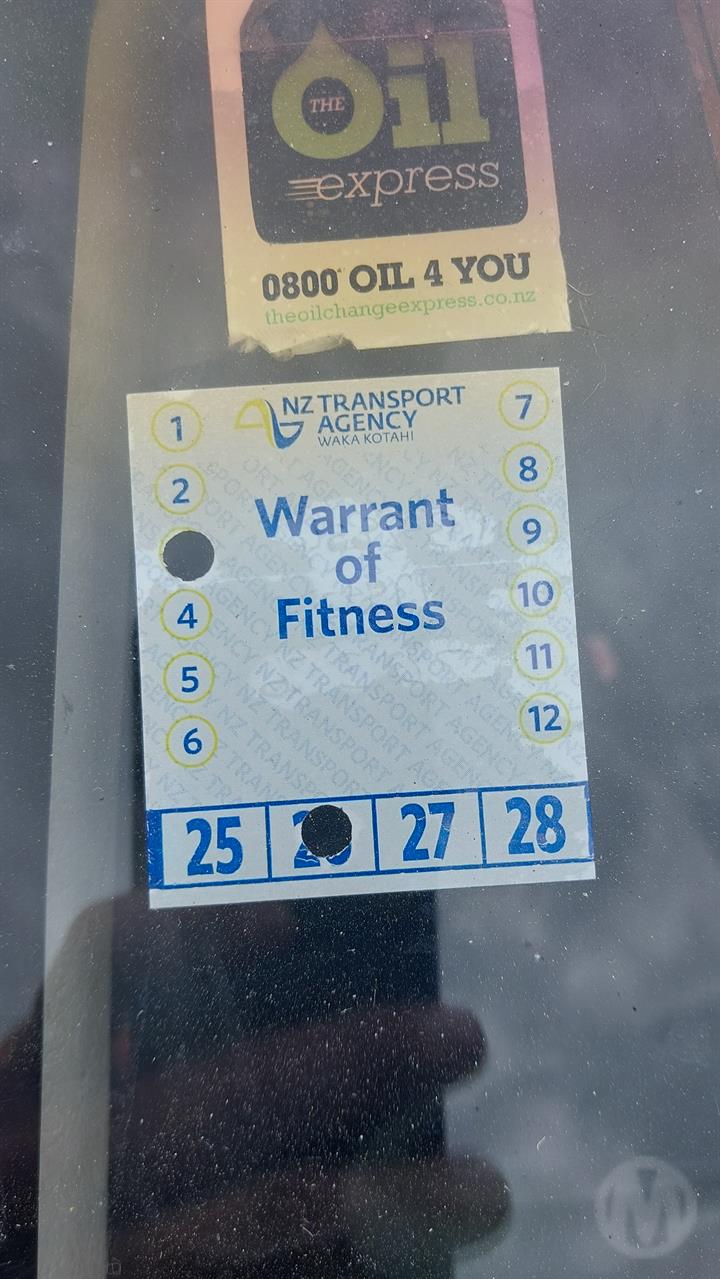 THE
Oil
express
0800 OIL 4 YOU
theoilchangeexpress.co.nz
NZ TRANSPORT
AGENCY
WAKA KOTAHI
Warrant
of
Fitness
1
2
4
5
6
7
8
9
10
11
12
25
27
28
M